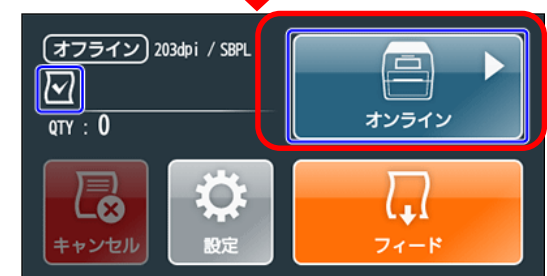 オフライン 203dpi / SBPL
QTY : 0
オンライン
キャンセル
設定
フィード